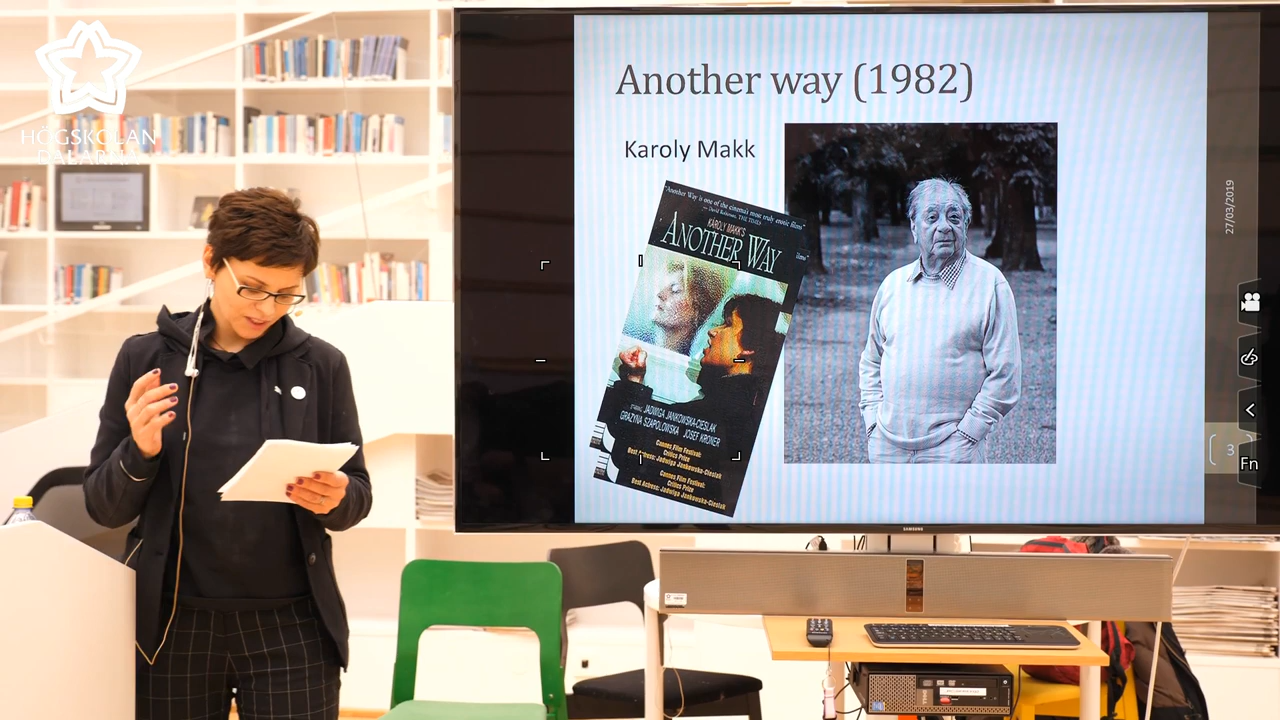 HÖGSKOLAN
DALARNA
Another way (1982)
Karoly Makk
27/03/2019
"Another Way is one of the cinema's most truly erotic films"
KAROLY MAKK'S
ANOTHER WAY
STARRING JADWIGA JANKOWSKA-CIESLAK
GRAZYNA SZAPOLOWSKA JOSEF KRONER
Cannes Film Festival:
Critics Prize
Best Actress: Jadwiga Jankowska-Cieslak
Cannes Film Festival:
Critics Prize
Best Actress: Jadwiga Jankowska-Cieslak
3
Fn
SAMSUNG